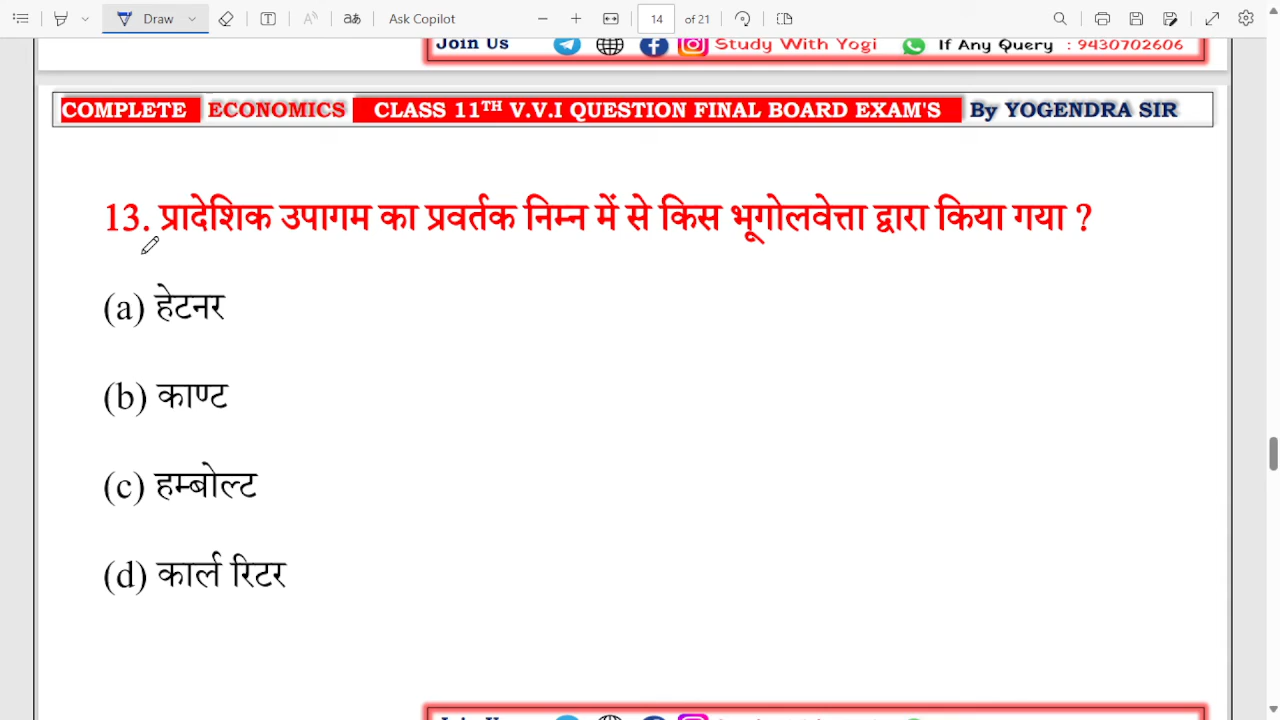 Draw
Ask Copilot
14 of 21
Join Us Study With Yogi If Any Query : 9430702606
COMPLETE ECONOMICS CLASS 11TH V.V.I QUESTION FINAL BOARD EXAM'S By YOGENDRA SIR
13. प्रादेशिक उपागम का प्रवर्तक निम्न में से किस भूगोलवेत्ता द्वारा किया गया ?
(a) हेटनर
(b) काण्ट
(c) हम्बोल्ट
(d) कार्ल रिटर